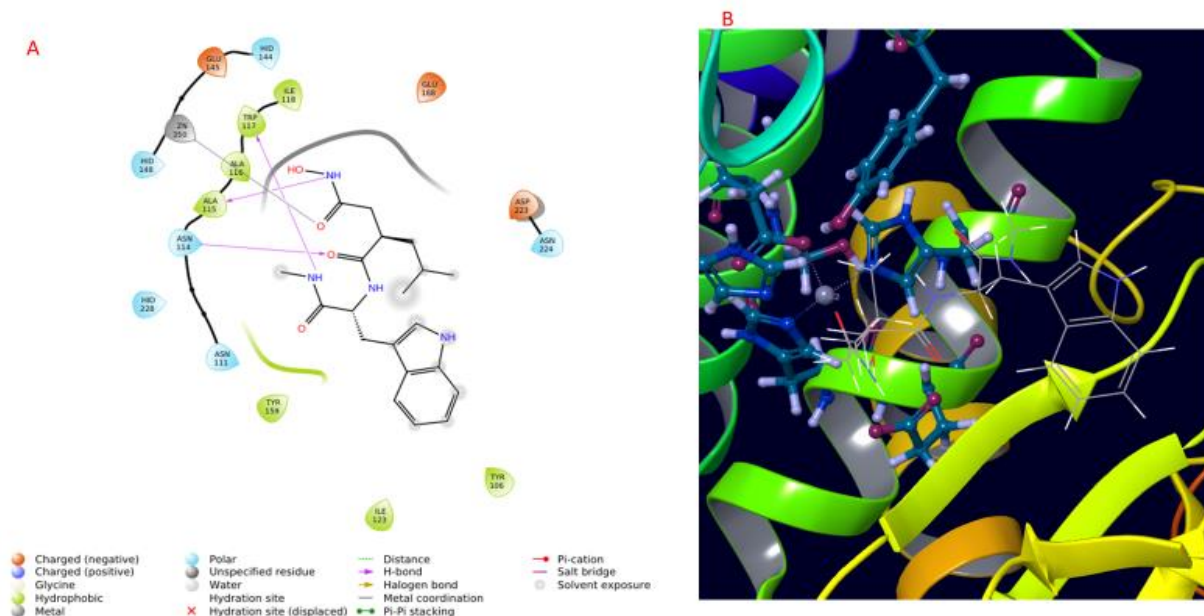 A
B
HID
144
GLU
145
ILE
118
GLU
188
TRP
117
ZN
350
HID
148
ALA
116
HO
NH
ALA
115
O
ASP
223
ASN
114
ASN
224
O
NH
NH
HID
228
O
NH
ASN
111
TYR
159
TYR
106
ILE
123
Charged (negative)
Charged (positive)
Glycine
Hydrophobic
Metal
Polar
Unspecified residue
Water
Hydration site
Hydration site (displaced)
Distance
H-bond
Halogen bond
Metal coordination
Pi-Pi stacking
Pi-cation
Salt bridge
Solvent exposure